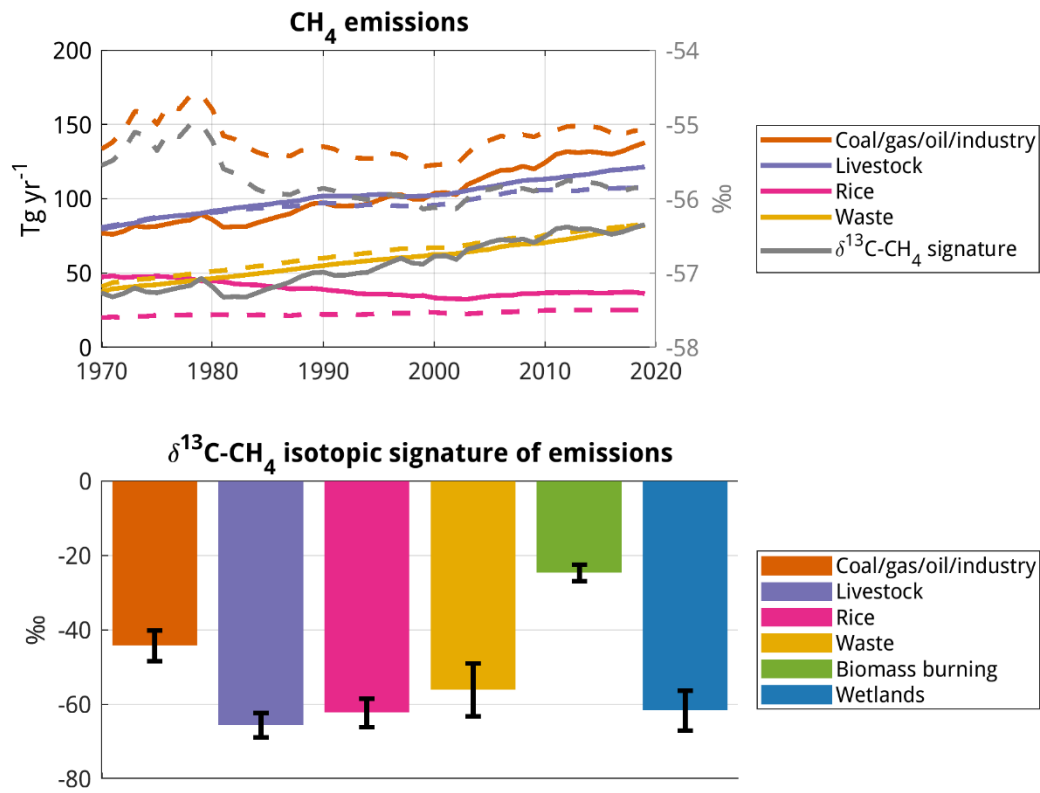 CH4 emissions
Tg yr-1
200
150
100
50
0
-54
-55
-56
-57
-58
‰
1970 1980 1990 2000 2010 2020
Coal/gas/oil/industry
Livestock
Rice
Waste
δ13C-CH4 signature
δ13C-CH4 isotopic signature of emissions
‰
0
-20
-40
-60
-80
Coal/gas/oil/industry
Livestock
Rice
Waste
Biomass burning
Wetlands